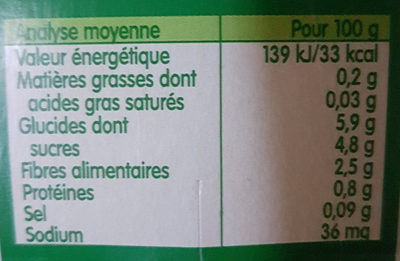 Analyse moyenne Pour 100 g
Valeur énergétique 139 kJ/33 kcal
Matières grasses dont 0,2 g
acides gras saturés 0,03 g
Glucides dont 5,9 g
sucres 4,8 g
Fibres alimentaires 2,5 g
Protéines 0,8 g
Sel 0,09 g
Sodium 36 mg